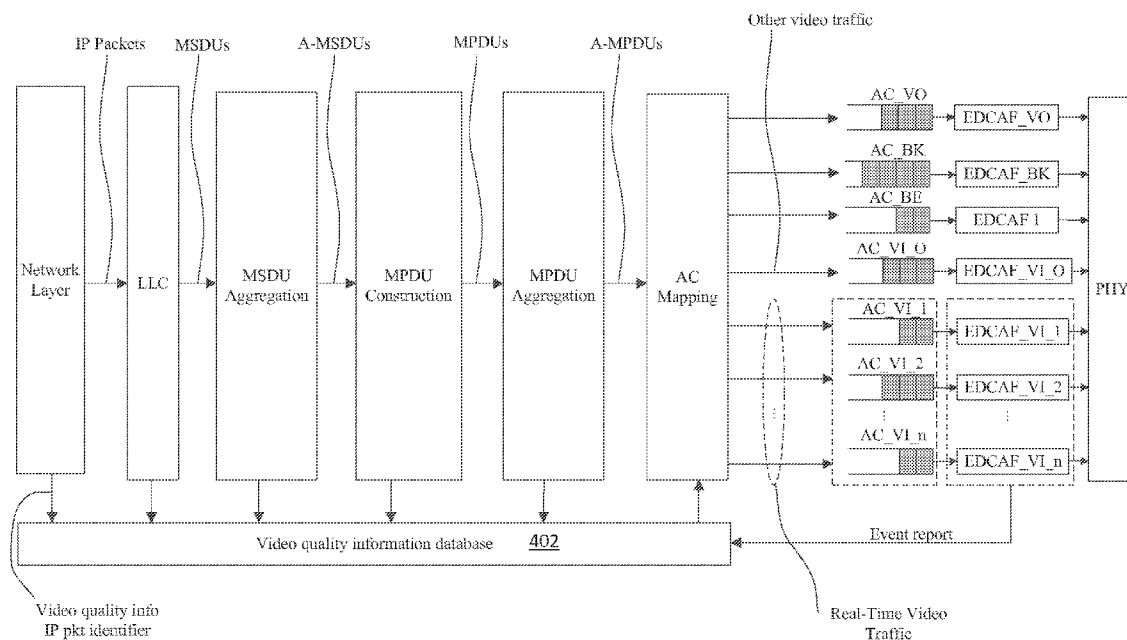 Other video traffic
IP Packets
MSDUs
A-MSDUs
MPDUs
A-MPDUs
Network
Layer
LLC
MSDU
Aggregation
MPDU
Construction
MPDU
Aggregation
AC
Mapping
AC_VO
EDCAF_VO
AC_BK
EDCAF_BK
AC_BE
EDCAF 1
AC_VI_O
EDCAF_VI_O
AC_VI_1
EDCAF_VI_1
AC_VI_2
EDCAF_VI_2
AC_VI_n
EDCAF_VI_n
PHY
Video quality information database 402
Event report
Video quality info
IP pkt identifier
Real-Time Video
Traffic